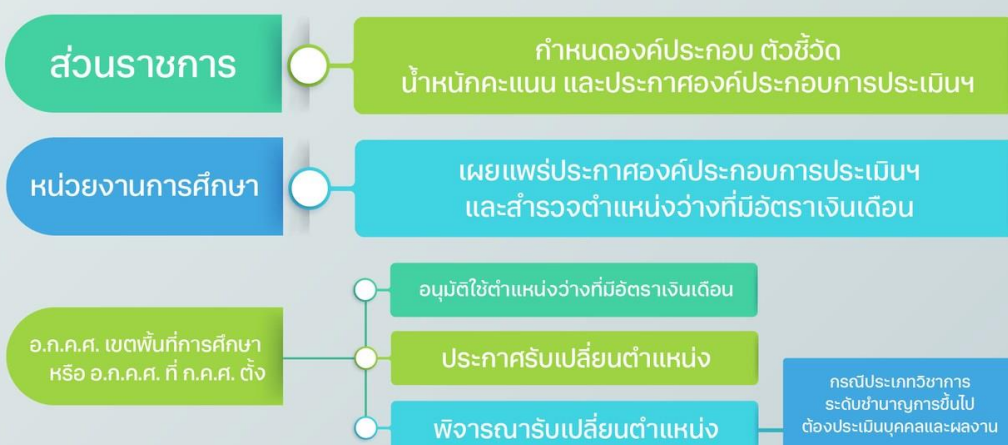 ส่วนราชการ
กำหนดองค์ประกอบ ตัวชี้วัด
น้ำหนักคะแนน และประกาศองค์ประกอบการประเมินฯ
หน่วยงานการศึกษา
เผยแพร่ประกาศองค์ประกอบการประเมินฯ
และสำรวจตำแหน่งว่างที่มีอัตราเงินเดือน
อ.ก.ค.ศ. เขตพื้นที่การศึกษา
หรือ อ.ก.ค.ศ. ที่ ก.ค.ศ. ตั้ง
อนุมัติใช้ตำแหน่งว่างที่มีอัตราเงินเดือน
ประกาศรับเปลี่ยนตำแหน่ง
พิจารณารับเปลี่ยนตำแหน่ง
กรณีประเภทวิชาการ
ระดับชำนาญการขึ้นไป
ต้องประเมินบุคคลและผลงาน